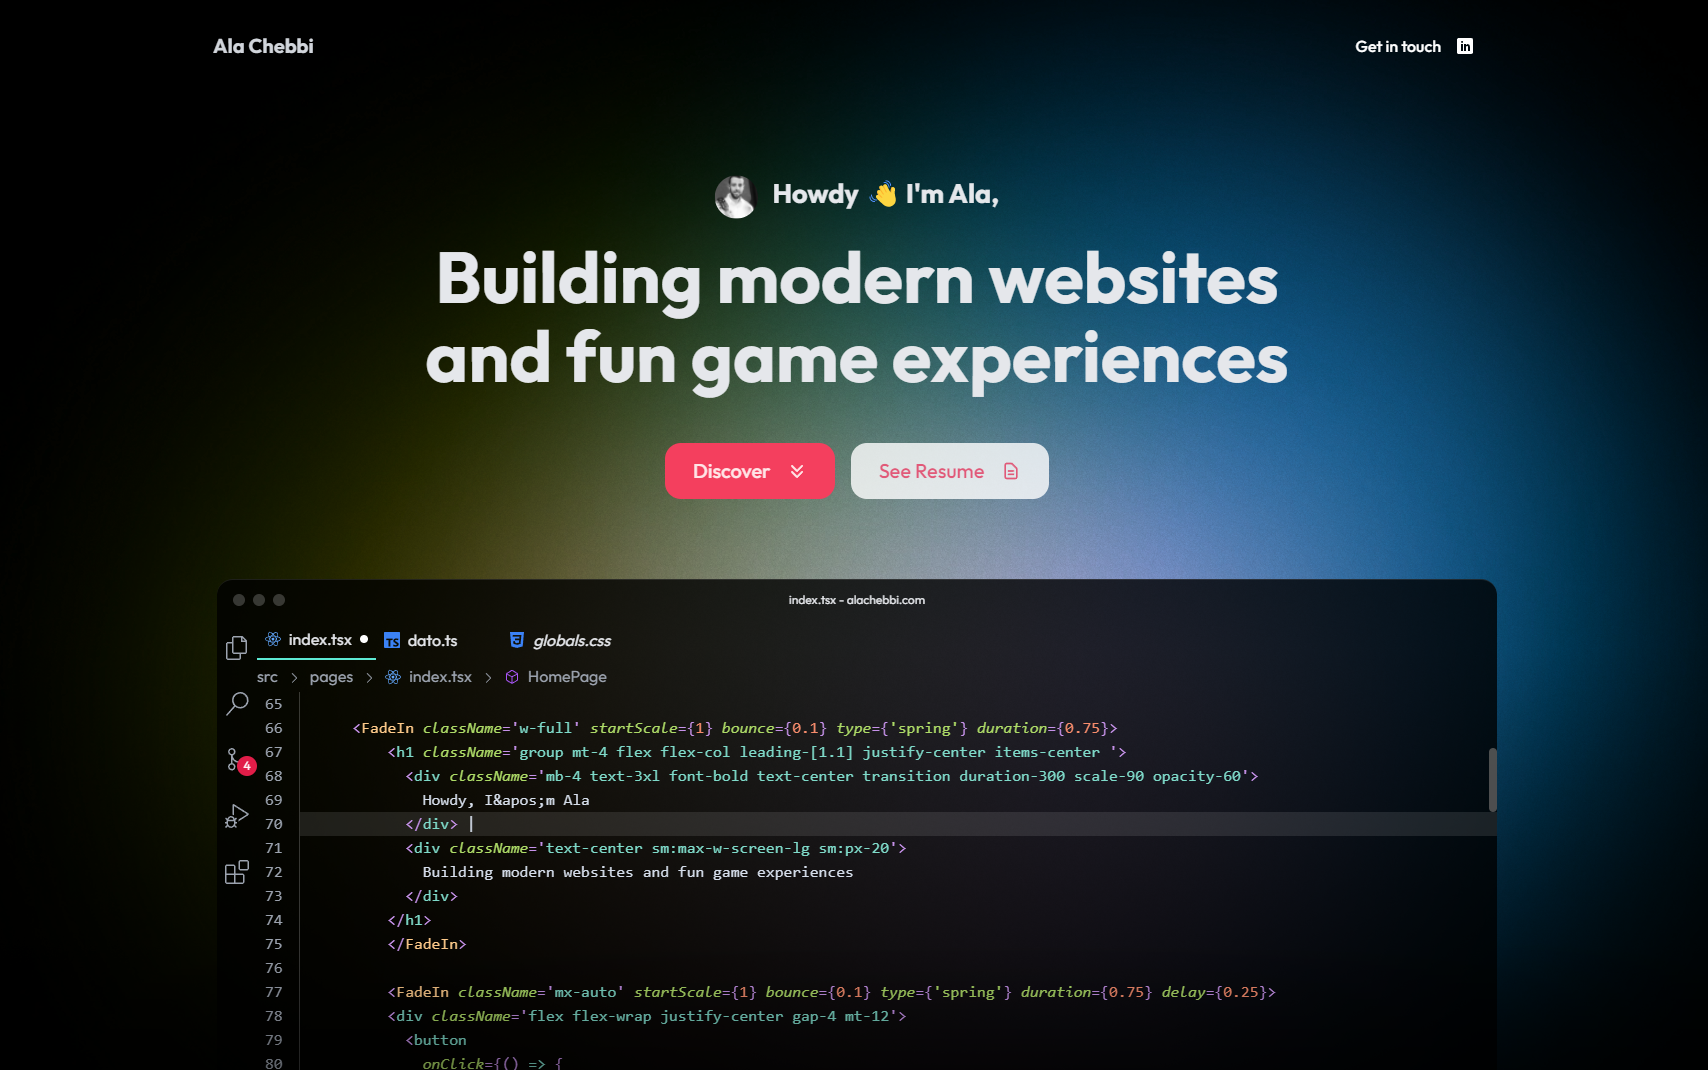 Ala Chebbi
Get in touch
in
Howdy 👋 I'm Ala,
Building modern websites
and fun game experiences
Discover
See Resume
index.tsx - alachebbi.com
index.tsx
TS dato.ts
globals.css
src > pages > index.tsx > HomePage
4
65
66 <FadeIn className='w-full' startScale={1} bounce={0.1} type={'spring'} duration={0.75}>
67 <h1 className='group mt-4 flex flex-col leading-[1.1] justify-center items-center '>
68 <div className='mb-4 text-3xl font-bold text-center transition duration-300 scale-90 opacity-60'>
69 Howdy, I&apos;m Ala
70 </div>
71 <div className='text-center sm:max-w-screen-lg sm:px-20'>
72 Building modern websites and fun game experiences
73 </div>
74 </h1>
75 </FadeIn>
76
77 <FadeIn className='mx-auto' startScale={1} bounce={0.1} type={'spring'} duration={0.75} delay={0.25}>
78 <div className='flex flex-wrap justify-center gap-4 mt-12'>
79 <button
80 onClick={() => {